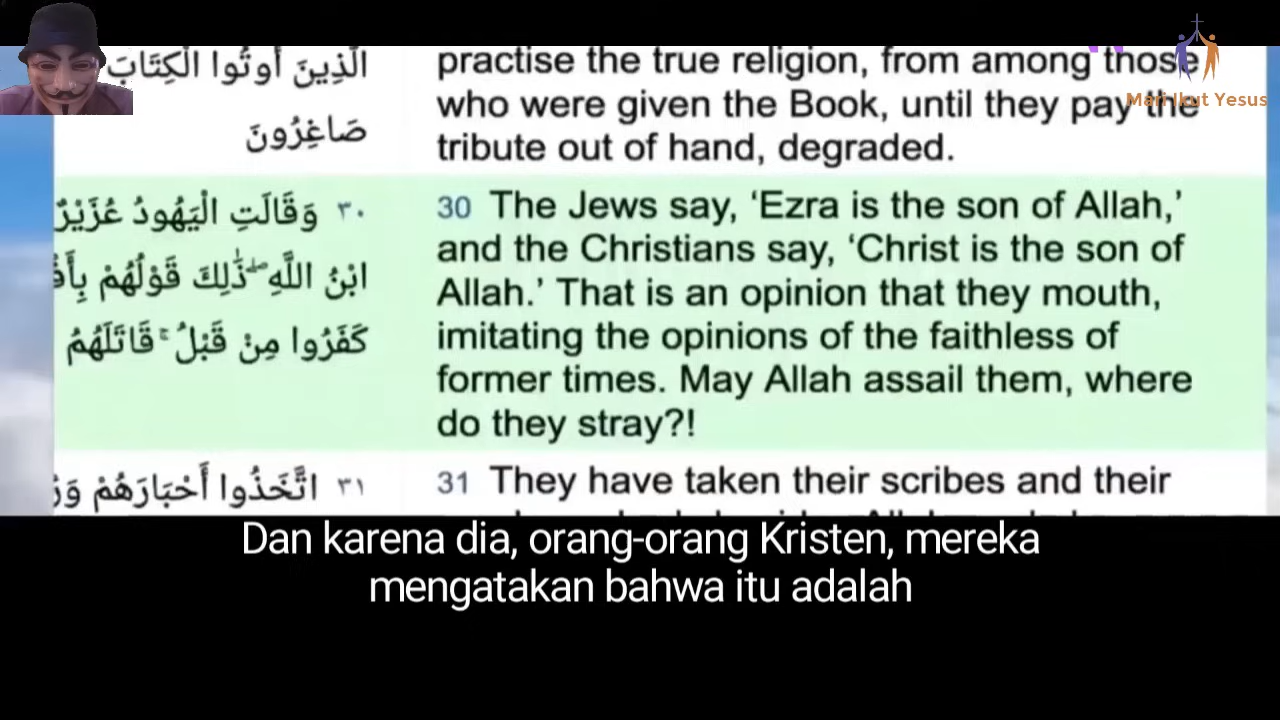 الَّذِينَ أُوتُوا الْكِتَابَ
صَاغِرُونَ
practise the true religion, from among those
who were given the Book, until they pay the
tribute out of hand, degraded.
Mari Ikut Yesus
٣٠ وَقَالَتِ الْيَهُودُ عُزَيْرٌ
ابْنُ اللَّهِ ۖ ذَٰلِكَ قَوْلُهُمْ
كَفَرُوا مِنْ قَبْلُ ۚ قَاتَلَهُمُ
30 The Jews say, ‘Ezra is the son of Allah,’
and the Christians say, ‘Christ is the son of
Allah.’ That is an opinion that they mouth,
imitating the opinions of the faithless of
former times. May Allah assail them, where
do they stray?!
٣١ اتَّخَذُوا أَحْبَارَهُمْ
31 They have taken their scribes and their
Dan karena dia, orang-orang Kristen, mereka
mengatakan bahwa itu adalah